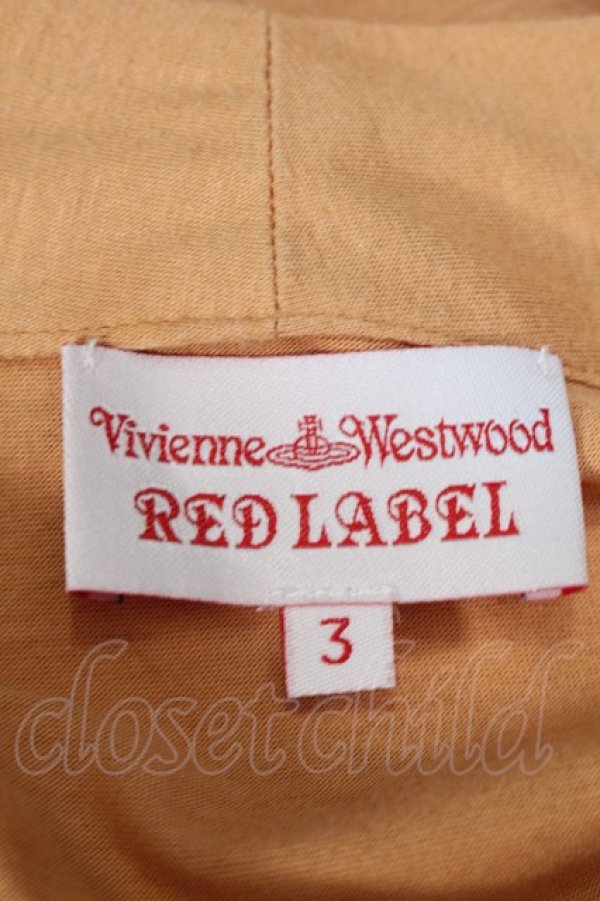 Vivienne Westwood
RED LABEL
3
closetchild